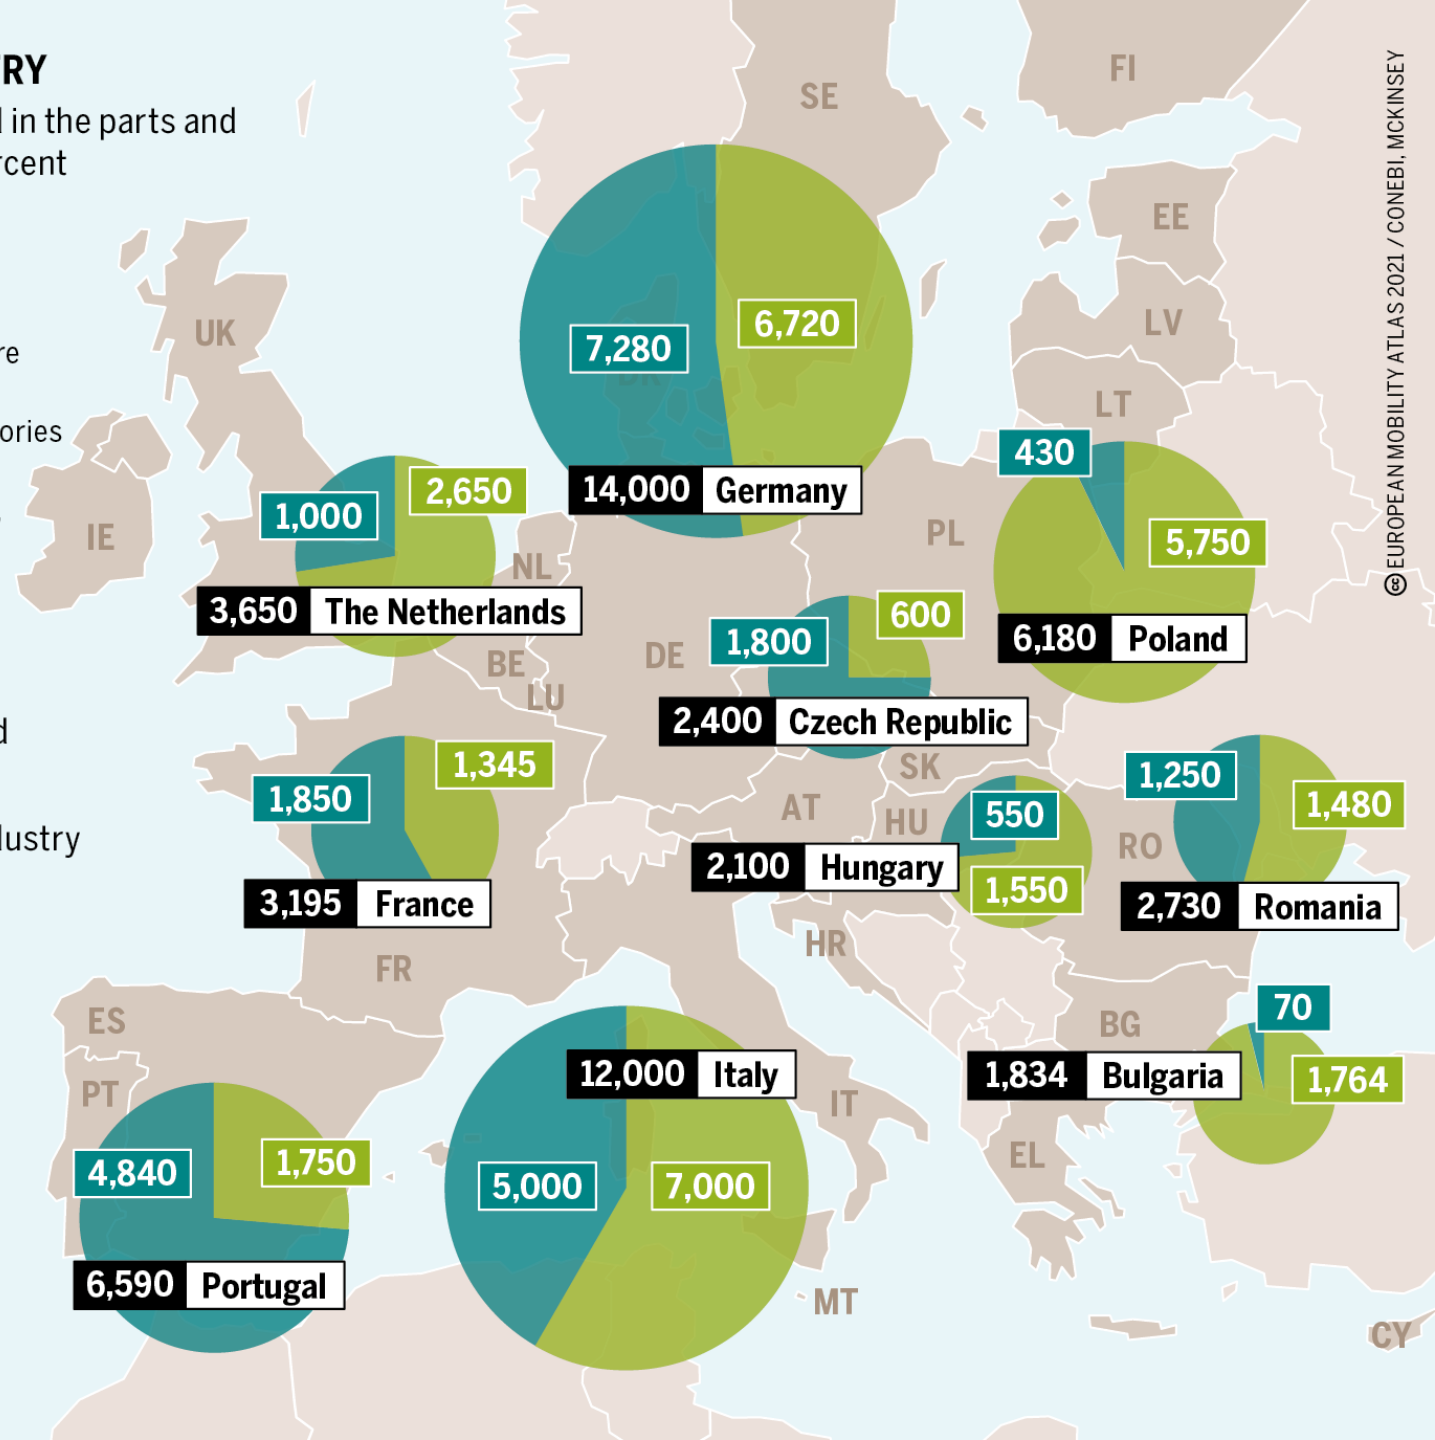 RY
in the parts and
rcent
re
ories
dustry
SE
FI
EE
LV
LT
UK
IE
DK
7,280
6,720
14,000 Germany
430
5,750
6,180 Poland
PL
1,000
2,650
3,650 The Netherlands
NL
BE
LU
DE
1,800
600
2,400 Czech Republic
SK
AT
HU
RO
1,850
1,345
3,195 France
FR
550
1,550
2,100 Hungary
1,250
1,480
2,730 Romania
HR
BG
70
1,764
1,834 Bulgaria
ES
PT
4,840
1,750
6,590 Portugal
12,000 Italy
5,000
7,000
IT
EL
MT
CY
cc EUROPEAN MOBILITY ATLAS 2021 / CONEBI, MCKINSEY